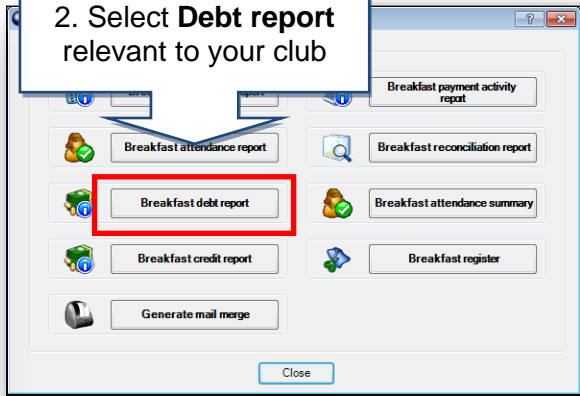 2. Select Debt report
relevant to your club
Breakfast payment activity
report
Breakfast attendance report
Breakfast reconciliation report
Breakfast debt report
Breakfast attendance summary
Breakfast credit report
Breakfast register
Generate mail merge
Close